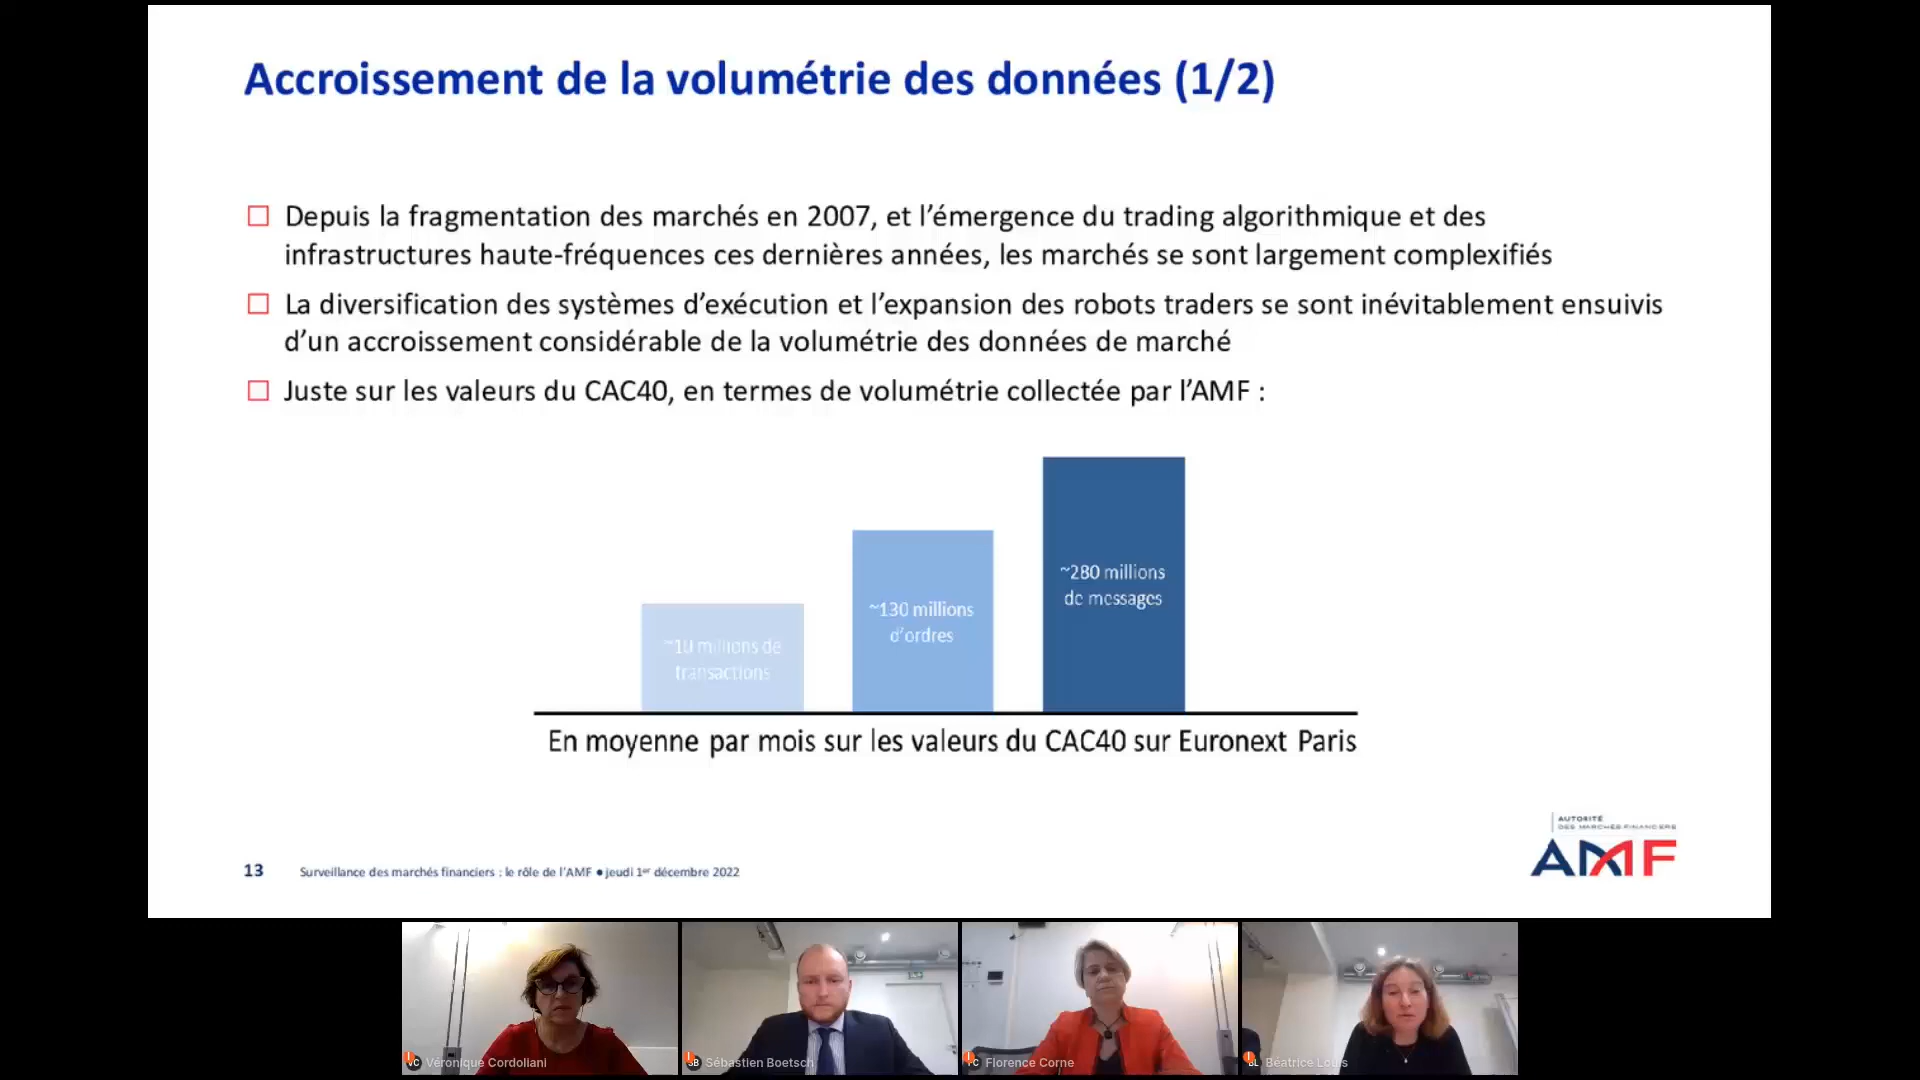 Accroissement de la volumétrie des données (1/2)
Depuis la fragmentation des marchés en 2007, et l’émergence du trading algorithmique et des
infrastructures haute-fréquences ces dernières années, les marchés se sont largement complexifiés
La diversification des systèmes d’exécution et l’expansion des robots traders se sont inévitablement ensuivis
d’un accroissement considérable de la volumétrie des données de marché
Juste sur les valeurs du CAC40, en termes de volumétrie collectée par l’AMF :
~10 millions de
transactions
~130 millions
d’ordres
~280 millions
de messages
En moyenne par mois sur les valeurs du CAC40 sur Euronext Paris
AUTORITÉ
DES MARCHÉS FINANCIERS
AMF
13 Surveillance des marchés financiers : le rôle de l’AMF ● jeudi 1er décembre 2022
VC Véronique Cordoliani
SB Sébastien Boetsch
FC Florence Corne
BL Béatrice Louis